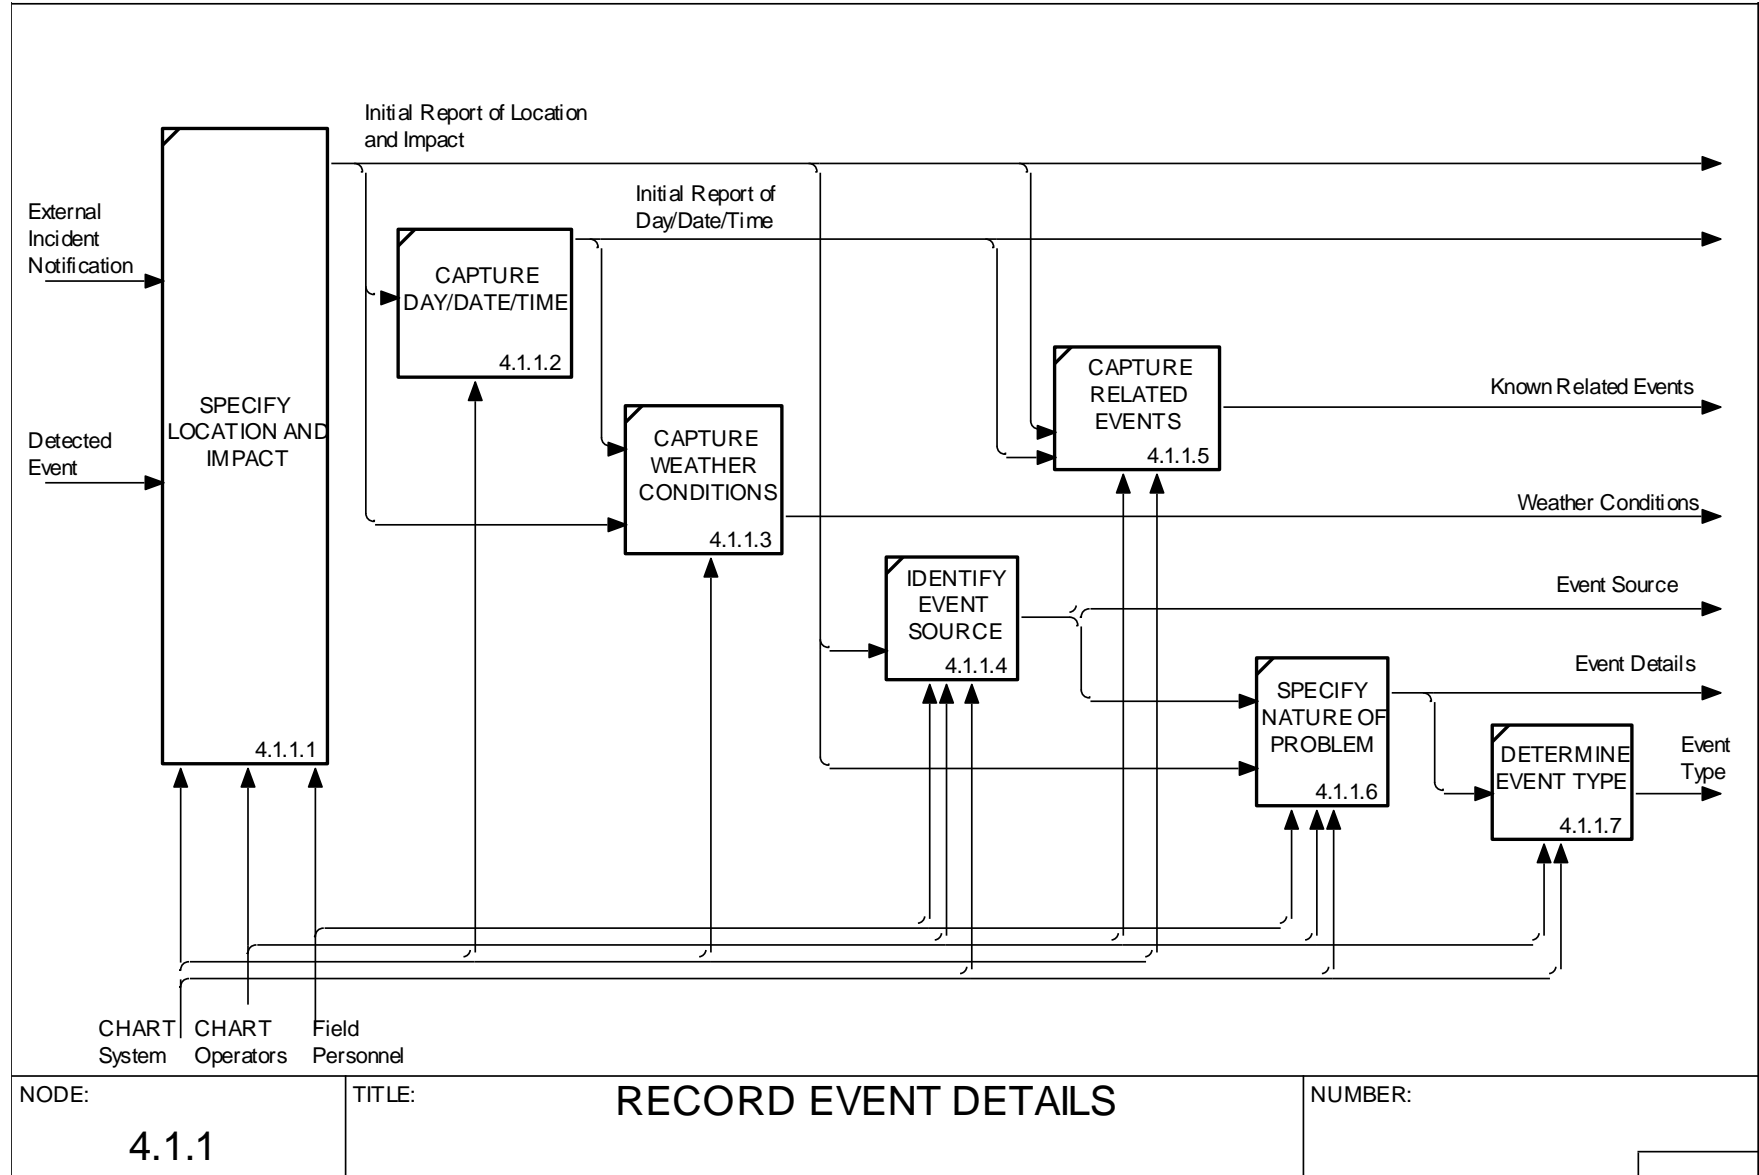 Initial Report of Location
and Impact
Initial Report of
Day/Date/Time
External
Incident
Notification
CAPTURE
DAY/DATE/TIME
4.1.1.2
SPECIFY
LOCATION AND
IMPACT
4.1.1.1
Detected
Event
CAPTURE
WEATHER
CONDITIONS
4.1.1.3
CAPTURE
RELATED
EVENTS
4.1.1.5
Known Related Events
Weather Conditions
IDENTIFY
EVENT
SOURCE
4.1.1.4
Event Source
Event Details
SPECIFY
NATURE OF
PROBLEM
4.1.1.6
DETERMINE
EVENT TYPE
4.1.1.7
Event
Type
CHART
System
CHART
Operators
Field
Personnel
NODE:
4.1.1
TITLE:
RECORD EVENT DETAILS
NUMBER: